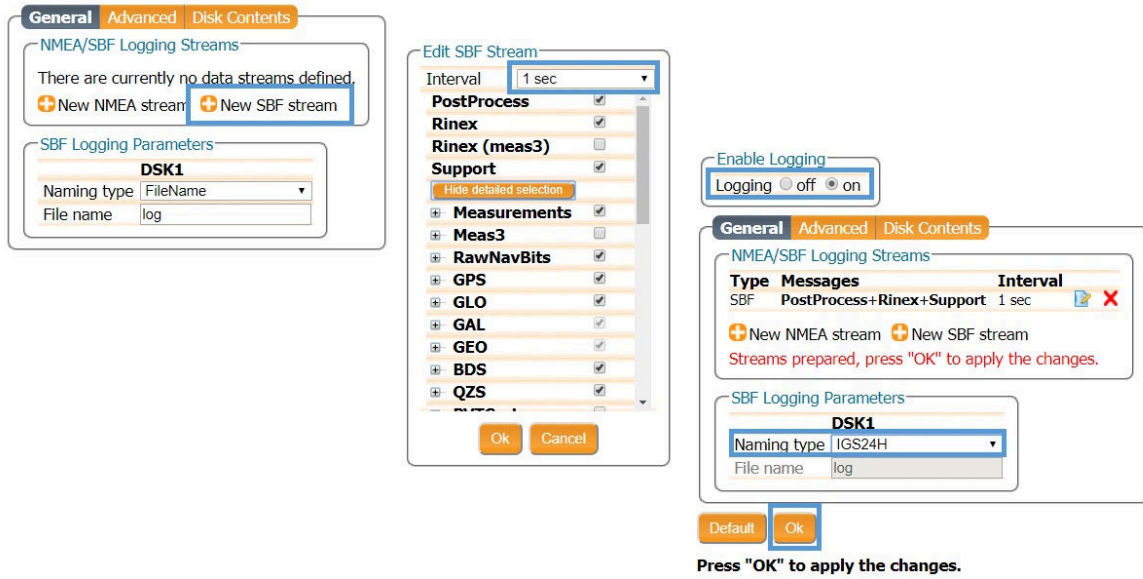 General Advanced Disk Contents
NMEA/SBF Logging Streams
There are currently no data streams defined.
New NMEA stream New SBF stream
SBF Logging Parameters
DSK1
Naming type FileName
File name log
Edit SBF Stream
Interval 1 sec
PostProcess
Rinex
Rinex (meas3)
Support
Hide detailed selection
Measurements
Meas3
RawNavBits
GPS
GLO
GAL
GEO
BDS
QZS
Ok Cancel
Enable Logging
Logging off on
General Advanced Disk Contents
NMEA/SBF Logging Streams
Type Messages Interval
SBF PostProcess+Rinex+Support 1 sec
New NMEA stream New SBF stream
Streams prepared, press "OK" to apply the changes.
SBF Logging Parameters
DSK1
Naming type IGS24H
File name log
Default Ok
Press "OK" to apply the changes.